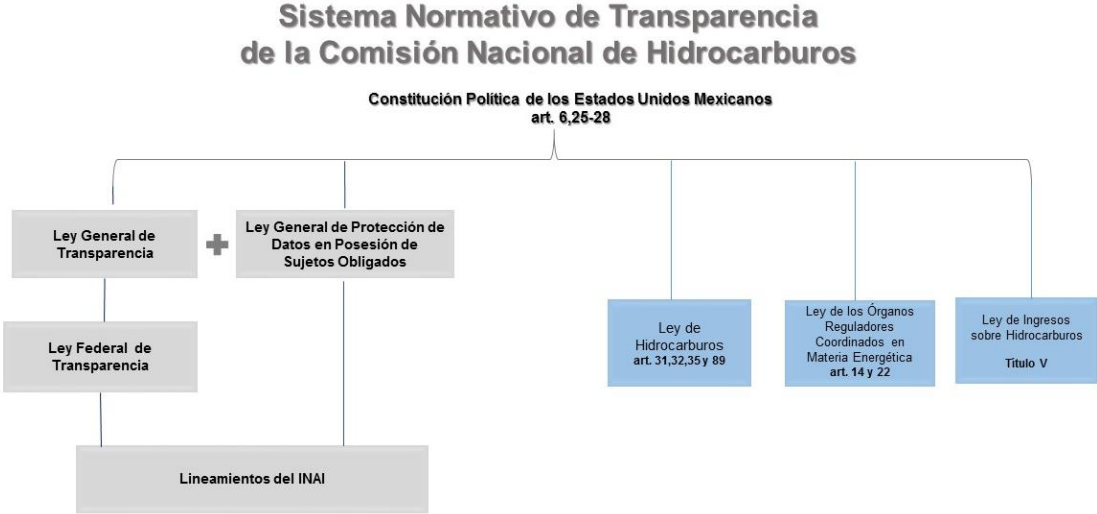 Sistema Normativo de Transparencia
de la Comisión Nacional de Hidrocarburos
Constitución Política de los Estados Unidos Mexicanos
art. 6,25-28
Ley General de
Transparencia
Ley General de Protección de
Datos en Posesión de
Sujetos Obligados
Ley Federal de
Transparencia
Lineamientos del INAI
Ley de
Hidrocarburos
art. 31,32,35 y 89
Ley de los Órganos
Reguladores
Coordinados en
Materia Energética
art. 14 y 22
Ley de Ingresos
sobre Hidrocarburos
Título V